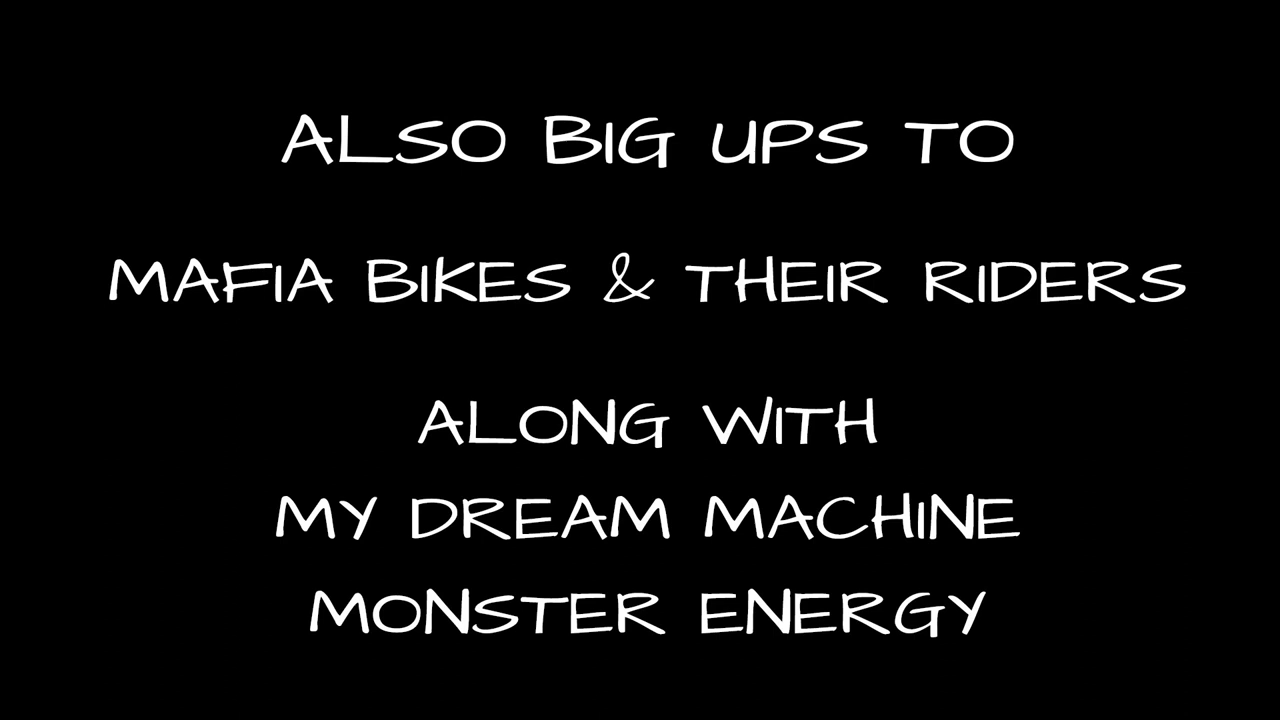 ALSO BIG UPS TO
MAFIA BIKES & THEIR RIDERS
ALONG WITH
MY DREAM MACHINE
MONSTER ENERGY